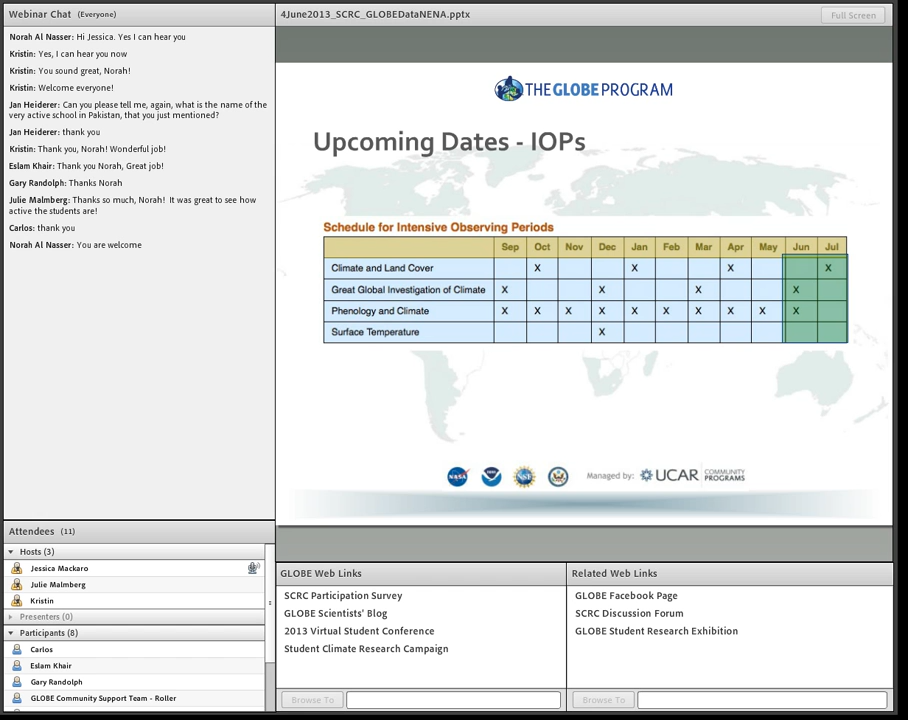 Webinar Chat (Everyone)
Norah Al Nasser: Hi Jessica. Yes I can hear you
Kristin: Yes, I can hear you now
Kristin: You sound great, Norah!
Kristin: Welcome everyone!
Jan Heiderer: Can you please tell me, again, what is the name of the
very active school in Pakistan, that you just mentioned?
Jan Heiderer: thank you
Kristin: Thank you, Norah! Wonderful job!
Eslam Khair: Thank you Norah, Great job!
Gary Randolph: Thanks Norah
Julie Malmberg: Thanks so much, Norah! It was great to see how
active the students are!
Carlos: thank you
Norah Al Nasser: You are welcome
Attendees (11)
Hosts (3)
Jessica Mackaro
Julie Malmberg
Kristin
Presenters (0)
Participants (8)
Carlos
Eslam Khair
Gary Randolph
GLOBE Community Support Team - Roller
4June2013_SCRC_GLOBEDataNENA.pptx
Full Screen
THE GLOBE PROGRAM
Upcoming Dates - IOPs
Schedule for Intensive Observing Periods
Sep Oct Nov Dec Jan Feb Mar Apr May Jun Jul
Climate and Land Cover X X X X
Great Global Investigation of Climate X X X X
Phenology and Climate X X X X X X X X X X
Surface Temperature X
NASA
NSF
Managed by: UCAR COMMUNITY
PROGRAMS
GLOBE Web Links
SCRC Participation Survey
GLOBE Scientists' Blog
2013 Virtual Student Conference
Student Climate Research Campaign
Browse To
Related Web Links
GLOBE Facebook Page
SCRC Discussion Forum
GLOBE Student Research Exhibition
Browse To